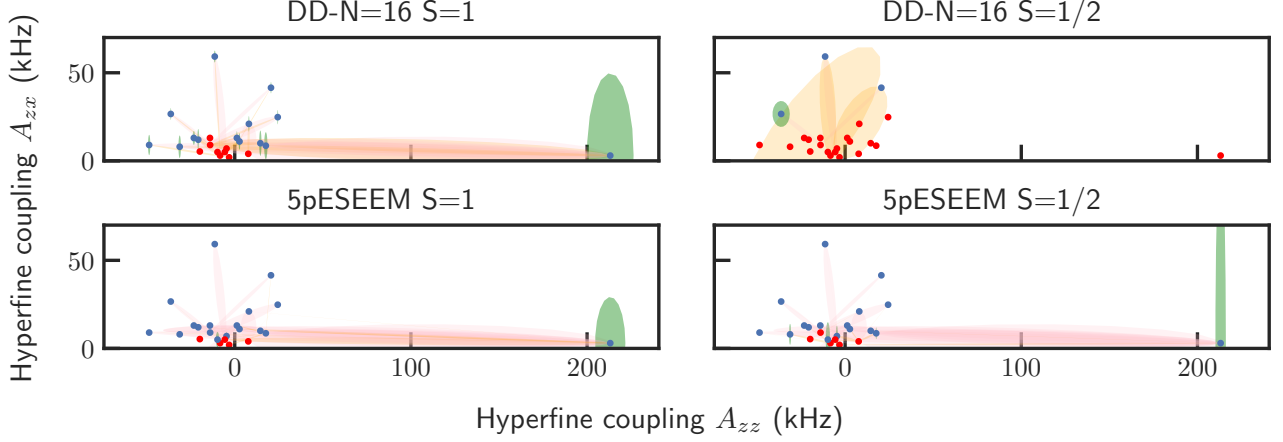 DD-N=16 S=1
DD-N=16 S=1/2
50
0
5pESEEM S=1
5pESEEM S=1/2
50
0
0
100
200
0
100
200
Hyperfine coupling A_{zx} (kHz)
Hyperfine coupling A_{zz} (kHz)